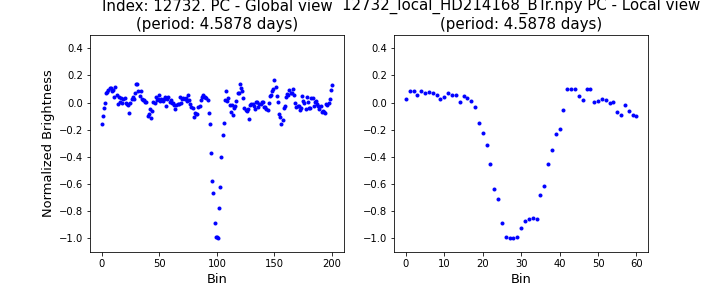 Index: 12732. PC - Global view
(period: 4.5878 days)
12732_local_HD214168_BTr.npy PC - Local view
(period: 4.5878 days)
Normalized Brightness
0.4
0.2
0.0
−0.2
−0.4
−0.6
−0.8
−1.0
0 50 100 150 200
Bin
0.4
0.2
0.0
−0.2
−0.4
−0.6
−0.8
−1.0
0 10 20 30 40 50 60
Bin